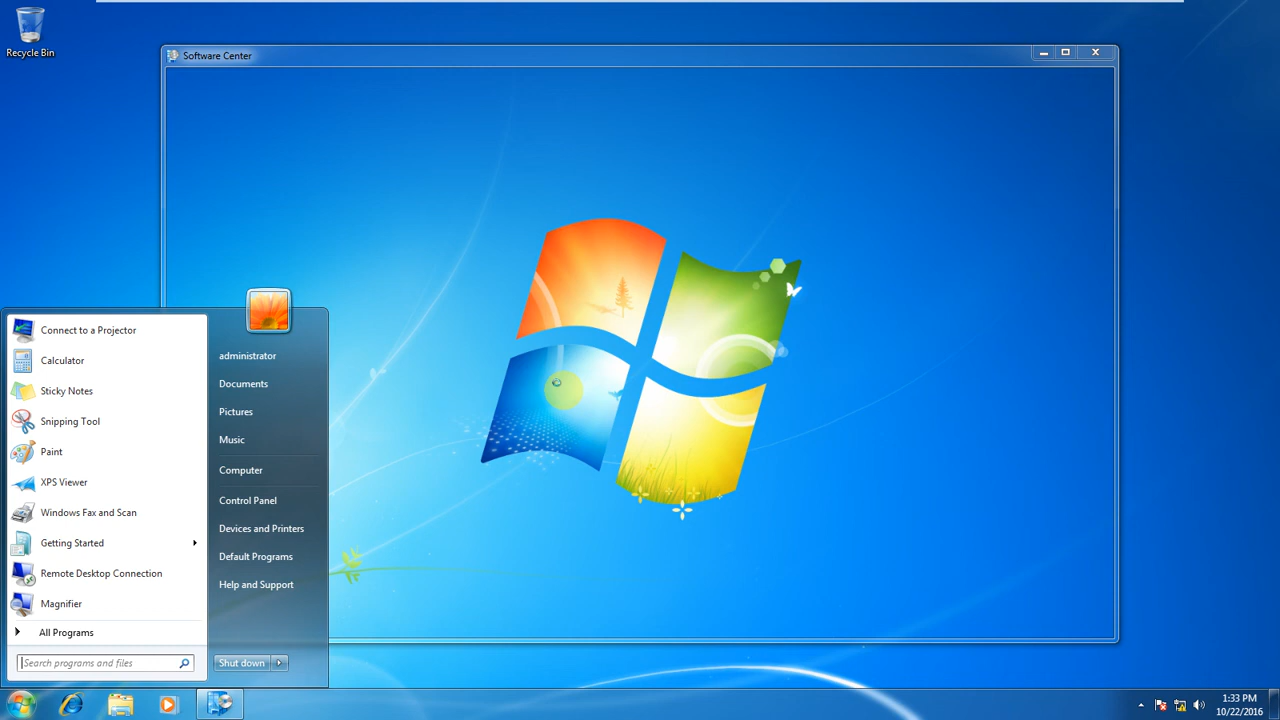 Recycle Bin
Software Center
Connect to a Projector
Calculator
Sticky Notes
Snipping Tool
Paint
XPS Viewer
Windows Fax and Scan
Getting Started
Remote Desktop Connection
Magnifier
All Programs
Search programs and files
administrator
Documents
Pictures
Music
Computer
Control Panel
Devices and Printers
Default Programs
Help and Support
Shut down
1:33 PM
10/22/2016